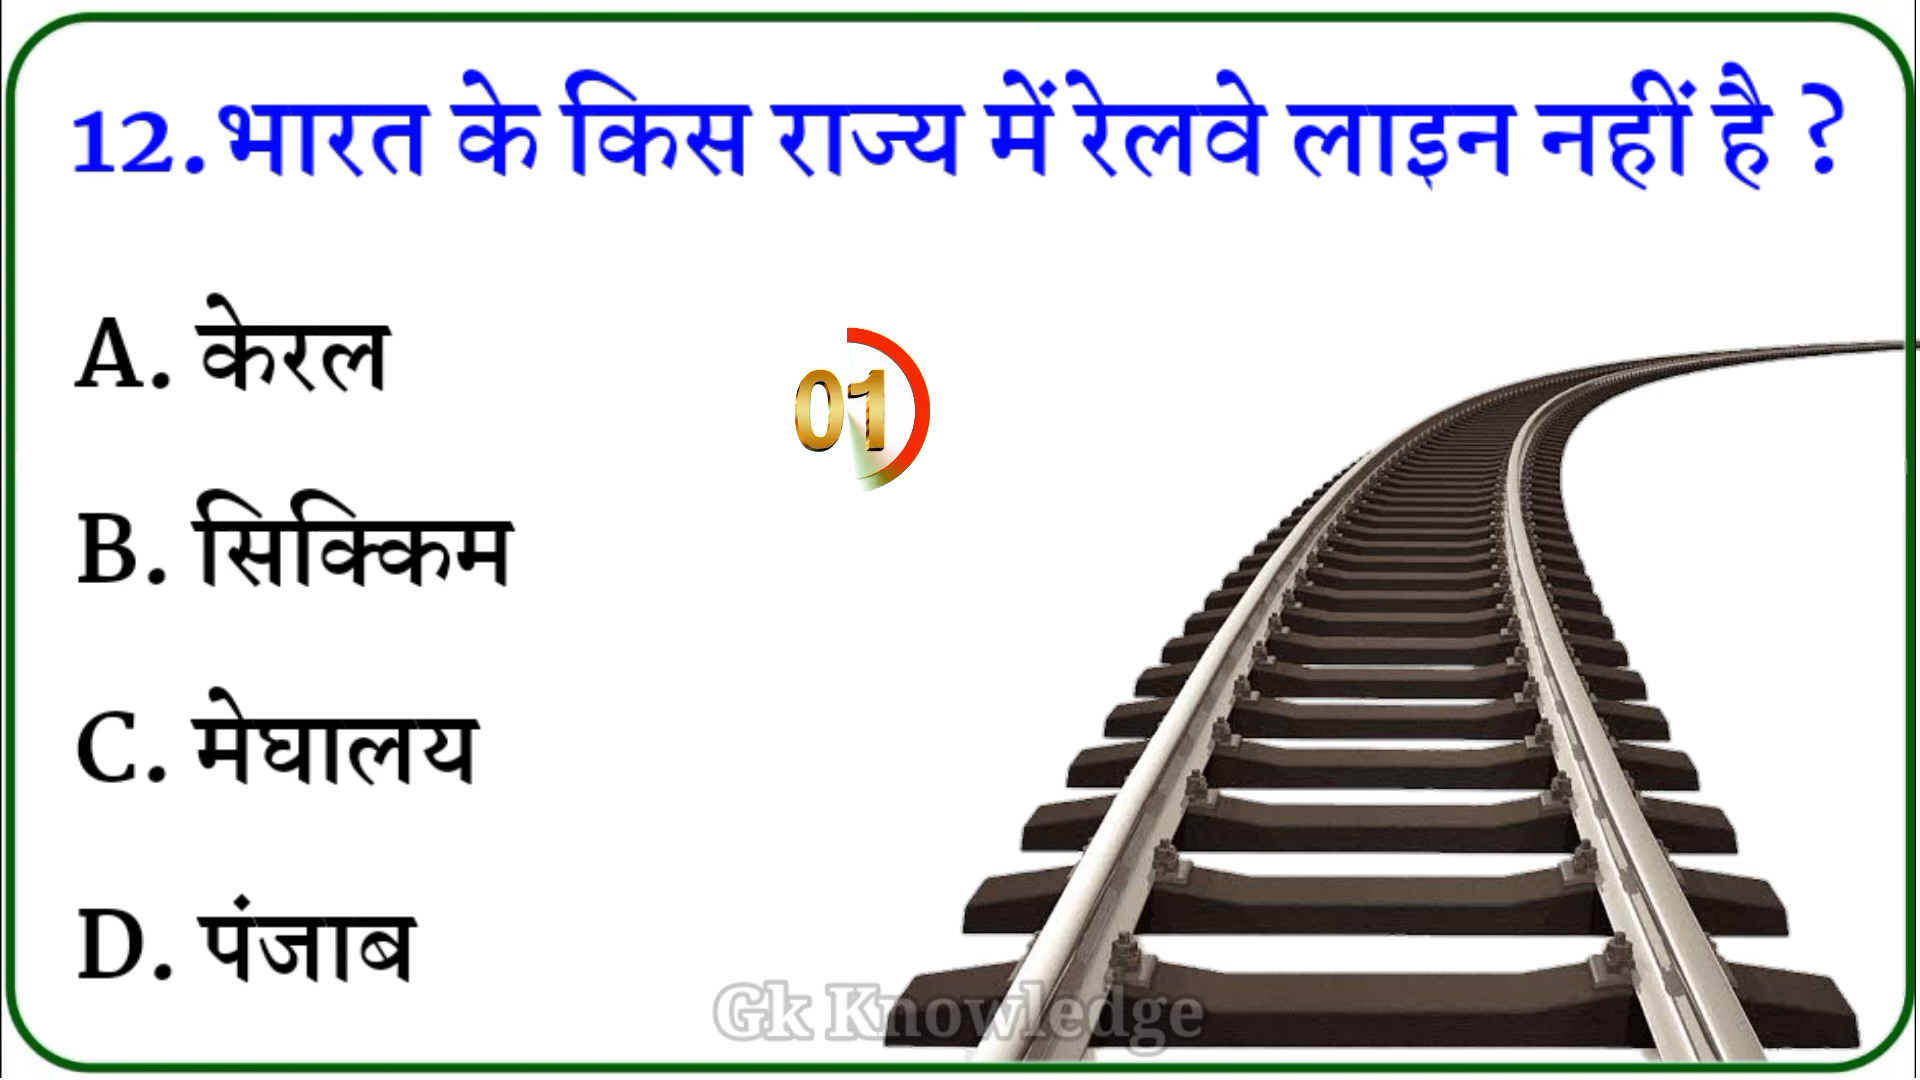 12.भारत के किस राज्य में रेलवे लाइन नहीं है ?
A. केरल
01
B. सिक्किम
C. मेघालय
D. पंजाब
Gk Knowledge